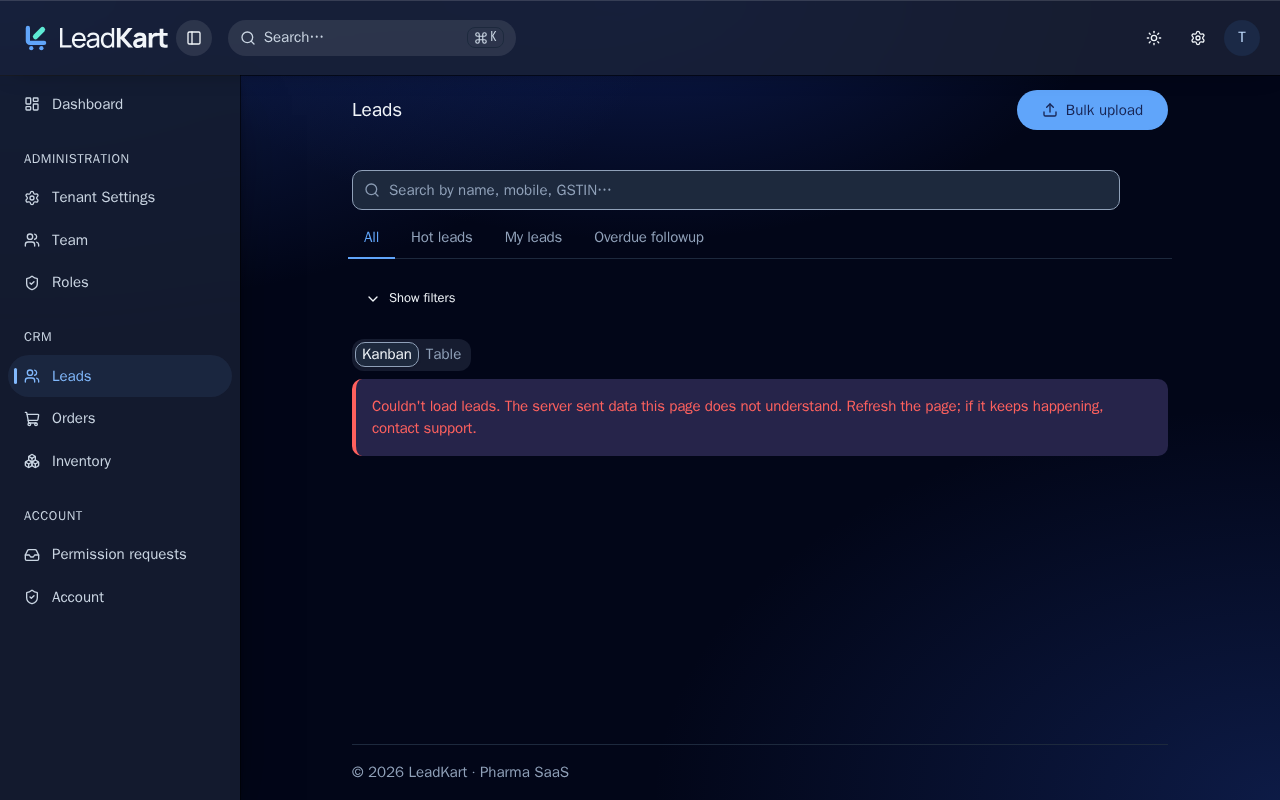 LeadKart
Search…
⌘K
T
Dashboard
ADMINISTRATION
Tenant Settings
Team
Roles
CRM
Leads
Orders
Inventory
ACCOUNT
Permission requests
Account
Leads
Bulk upload
Search by name, mobile, GSTIN…
All
Hot leads
My leads
Overdue followup
Show filters
Kanban
Table
Couldn't load leads. The server sent data this page does not understand. Refresh the page; if it keeps happening,
contact support.
© 2026 LeadKart · Pharma SaaS